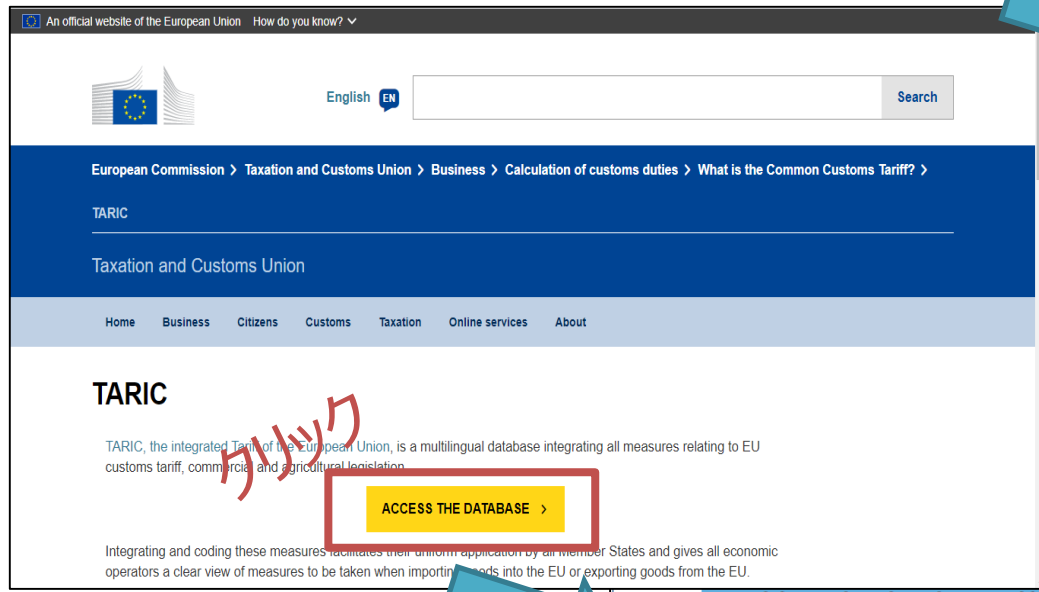 An official website of the European Union How do you know?
English EN
Search
European Commission > Taxation and Customs Union > Business > Calculation of customs duties > What is the Common Customs Tariff? >
TARIC
Taxation and Customs Union
Home Business Citizens Customs Taxation Online services About
TARIC
クリック
TARIC, the integrated Tariff of the European Union, is a multilingual database integrating all measures relating to EU
customs tariff, commercial and agricultural legislation.
ACCESS THE DATABASE >
Integrating and coding these measures facilitates their uniform application by all Member States and gives all economic
operators a clear view of measures to be taken when importing goods into the EU or exporting goods from the EU.